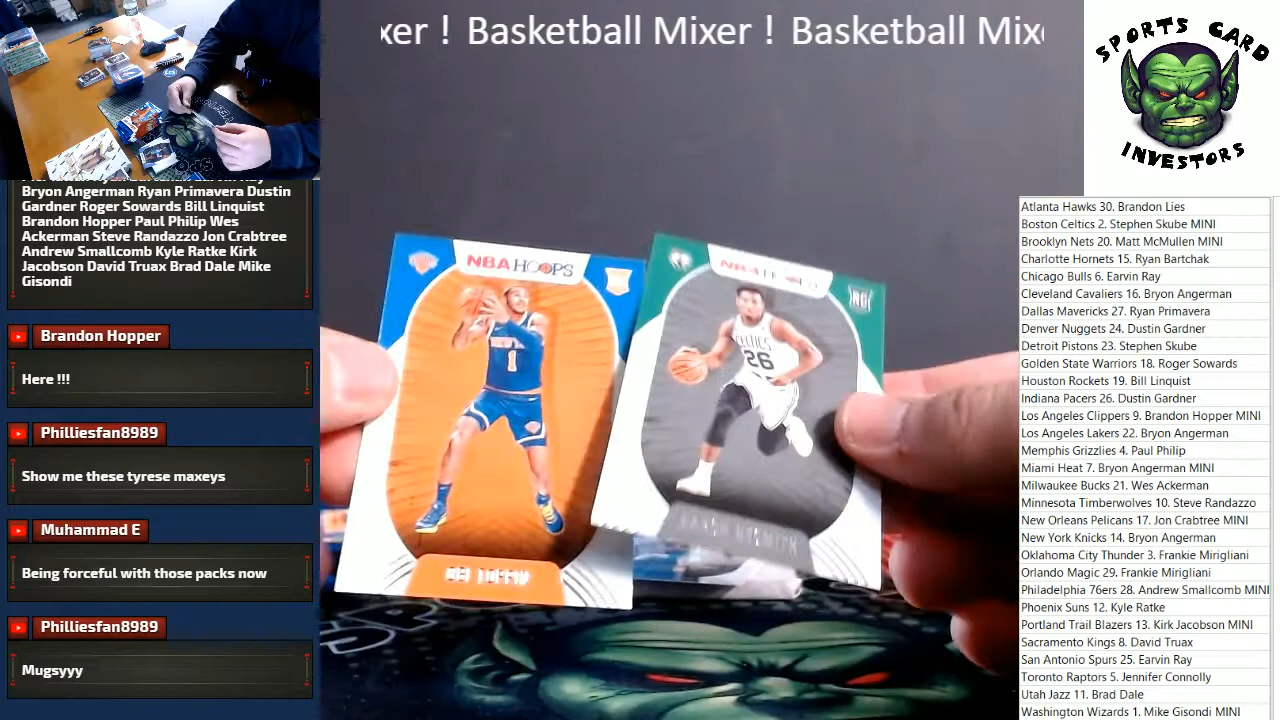 xer ! Basketball Mixer ! Basketball Mix
SPORTS CARD
INVESTORS
Bryon Angerman Ryan Primavera Dustin
Gardner Roger Sowards Bill Linquist
Brandon Hopper Paul Philip Wes
Ackerman Steve Randazzo Jon Crabtree
Andrew Smallcomb Kyle Ratke Kirk
Jacobson David Truax Brad Dale Mike
Gisondi
Brandon Hopper
Here !!!
Philliesfan8989
Show me these tyrese maxeys
Muhammad E
Being forceful with those packs now
Philliesfan8989
Mugsyyy
NBA HOOPS
NEW YORK
1
OBI TOPPIN
NBA HOOPS
CELTICS
26
AARON NESMITH
Atlanta Hawks 30. Brandon Lies
Boston Celtics 2. Stephen Skube MINI
Brooklyn Nets 20. Matt McMullen MINI
Charlotte Hornets 15. Ryan Bartchak
Chicago Bulls 6. Earvin Ray
Cleveland Cavaliers 16. Bryon Angerman
Dallas Mavericks 27. Ryan Primavera
Denver Nuggets 24. Dustin Gardner
Detroit Pistons 23. Stephen Skube
Golden State Warriors 18. Roger Sowards
Houston Rockets 19. Bill Linquist
Indiana Pacers 26. Dustin Gardner
Los Angeles Clippers 9. Brandon Hopper MINI
Los Angeles Lakers 22. Bryon Angerman
Memphis Grizzlies 4. Paul Philip
Miami Heat 7. Bryon Angerman MINI
Milwaukee Bucks 21. Wes Ackerman
Minnesota Timberwolves 10. Steve Randazzo
New Orleans Pelicans 17. Jon Crabtree MINI
New York Knicks 14. Bryon Angerman
Oklahoma City Thunder 3. Frankie Mirigliani
Orlando Magic 29. Frankie Mirigliani
Philadelphia 76ers 28. Andrew Smallcomb MINI
Phoenix Suns 12. Kyle Ratke
Portland Trail Blazers 13. Kirk Jacobson MINI
Sacramento Kings 8. David Truax
San Antonio Spurs 25. Earvin Ray
Toronto Raptors 5. Jennifer Connolly
Utah Jazz 11. Brad Dale
Washington Wizards 1. Mike Gisondi MINI